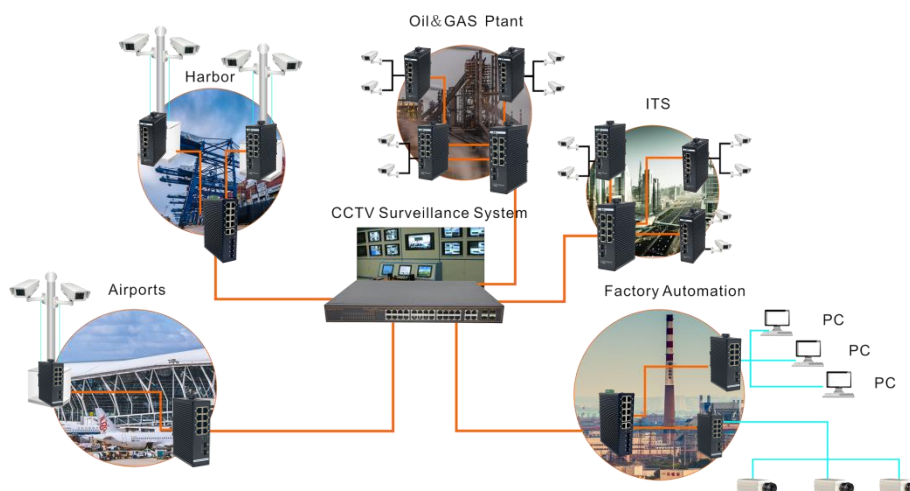 Oil&GAS Ptant
Harbor
ITS
CCTV Surveillance System
Airports
Factory Automation
PC
PC
PC